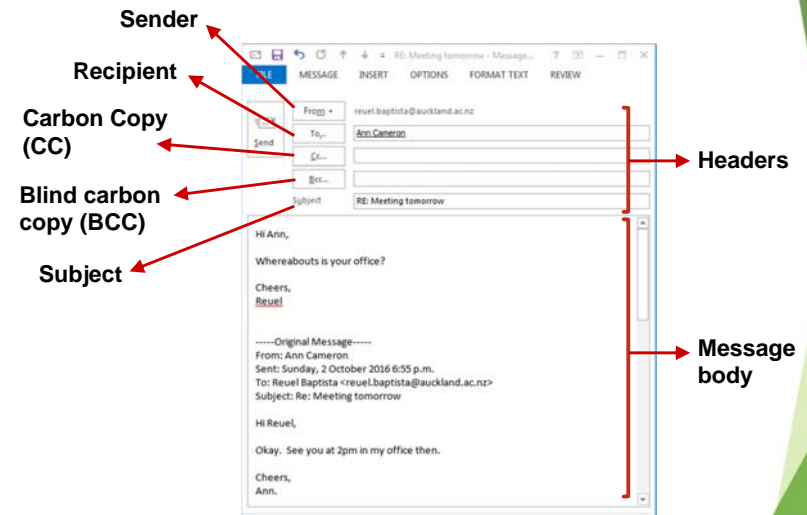 Sender
RE: Meeting tomorrow - Message...
Recipient
FILE MESSAGE INSERT OPTIONS FORMAT TEXT REVIEW
Carbon Copy
(CC)
From reuel.baptista@auckland.ac.nz
To... Ann Cameron
Send
Cc...
Headers
Blind carbon
copy (BCC)
Bcc...
Subject RE: Meeting tomorrow
Subject
Hi Ann,
Whereabouts is your office?
Cheers,
Reuel
-----Original Message-----
From: Ann Cameron
Sent: Sunday, 2 October 2016 6:55 p.m.
To: Reuel Baptista <reuel.baptista@auckland.ac.nz>
Subject: Re: Meeting tomorrow
Message
body
Hi Reuel,
Okay. See you at 2pm in my office then.
Cheers,
Ann.